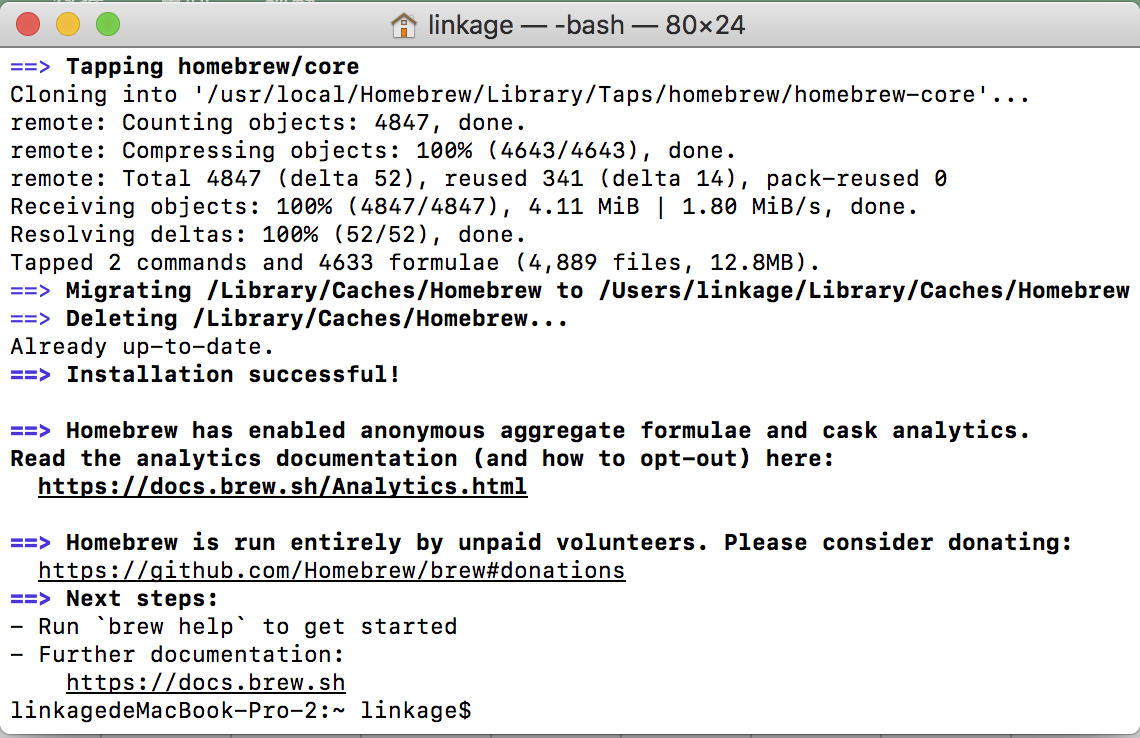 linkage — -bash — 80×24
==> Tapping homebrew/core
Cloning into '/usr/local/Homebrew/Library/Taps/homebrew/homebrew-core'...
remote: Counting objects: 4847, done.
remote: Compressing objects: 100% (4643/4643), done.
remote: Total 4847 (delta 52), reused 341 (delta 14), pack-reused 0
Receiving objects: 100% (4847/4847), 4.11 MiB | 1.80 MiB/s, done.
Resolving deltas: 100% (52/52), done.
Tapped 2 commands and 4633 formulae (4,889 files, 12.8MB).
==> Migrating /Library/Caches/Homebrew to /Users/linkage/Library/Caches/Homebrew
==> Deleting /Library/Caches/Homebrew...
Already up-to-date.
==> Installation successful!
==> Homebrew has enabled anonymous aggregate formulae and cask analytics.
Read the analytics documentation (and how to opt-out) here:
https://docs.brew.sh/Analytics.html
==> Homebrew is run entirely by unpaid volunteers. Please consider donating:
https://github.com/Homebrew/brew#donations
==> Next steps:
- Run `brew help` to get started
- Further documentation:
https://docs.brew.sh
linkagedeMacBook-Pro-2:~ linkage$